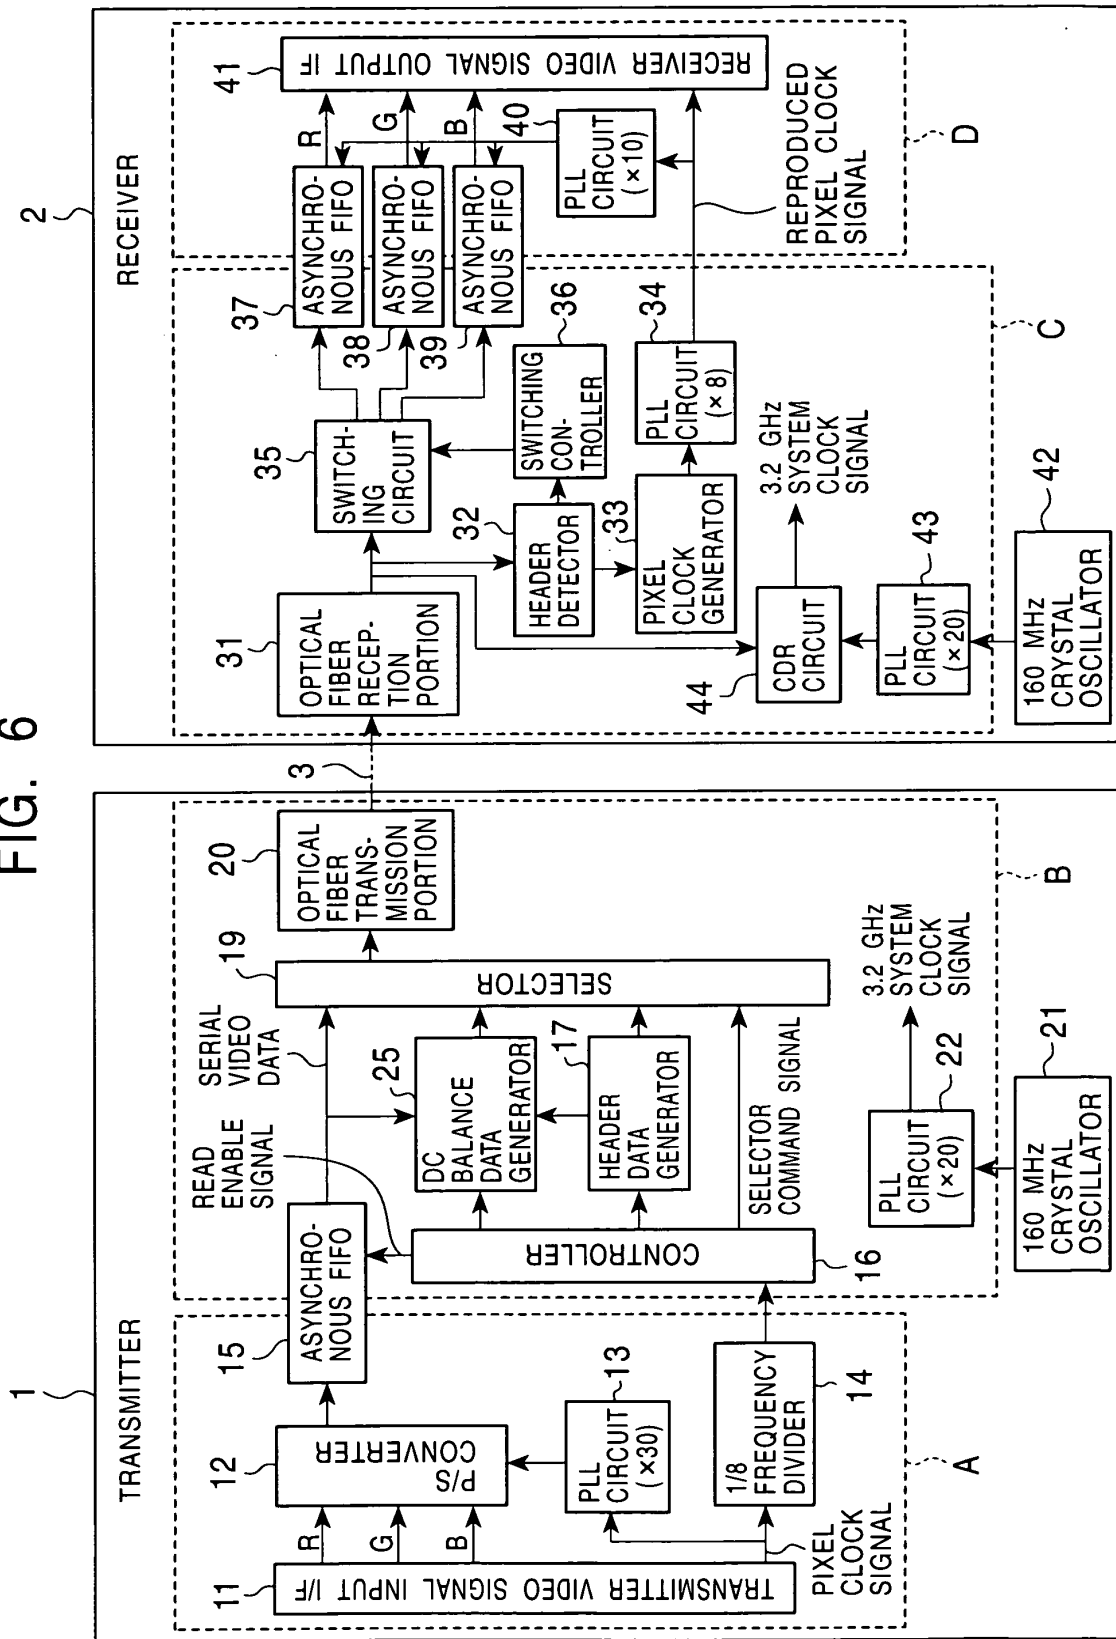 FIG. 6
1
TRANSMITTER
11
TRANSMITTER VIDEO SIGNAL INPUT I/F
R
G
B
PIXEL
CLOCK
SIGNAL
12
P/S
CONVERTER
13
PLL
CIRCUIT
(×30)
14
1/8
FREQUENCY
DIVIDER
A
15
ASYNCHRO-
NOUS FIFO
READ
ENABLE
SIGNAL
SERIAL
VIDEO
DATA
16
CONTROLLER
25
DC
BALANCE
DATA
GENERATOR
17
HEADER
DATA
GENERATOR
SELECTOR
COMMAND SIGNAL
19
SELECTOR
20
OPTICAL
FIBER
TRANS-
MISSION
PORTION
22
PLL
CIRCUIT
(×20)
3.2 GHz
SYSTEM
CLOCK
SIGNAL
B
21
160 MHz
CRYSTAL
OSCILLATOR
3
2
RECEIVER
31
OPTICAL
FIBER
RECEP-
TION
PORTION
35
SWITCH-
ING
CIRCUIT
32
HEADER
DETECTOR
36
SWITCHING
CON-
TROLLER
33
PIXEL
CLOCK
GENERATOR
34
PLL
CIRCUIT
(×8)
44
CDR
CIRCUIT
3.2 GHz
SYSTEM
CLOCK
SIGNAL
43
PLL
CIRCUIT
(×20)
42
160 MHz
CRYSTAL
OSCILLATOR
C
37
ASYNCHRO-
NOUS FIFO
38
ASYNCHRO-
NOUS FIFO
39
ASYNCHRO-
NOUS FIFO
R
G
B
40
PLL
CIRCUIT
(×10)
41
RECEIVER VIDEO SIGNAL OUTPUT IF
REPRODUCED
PIXEL CLOCK
SIGNAL
D